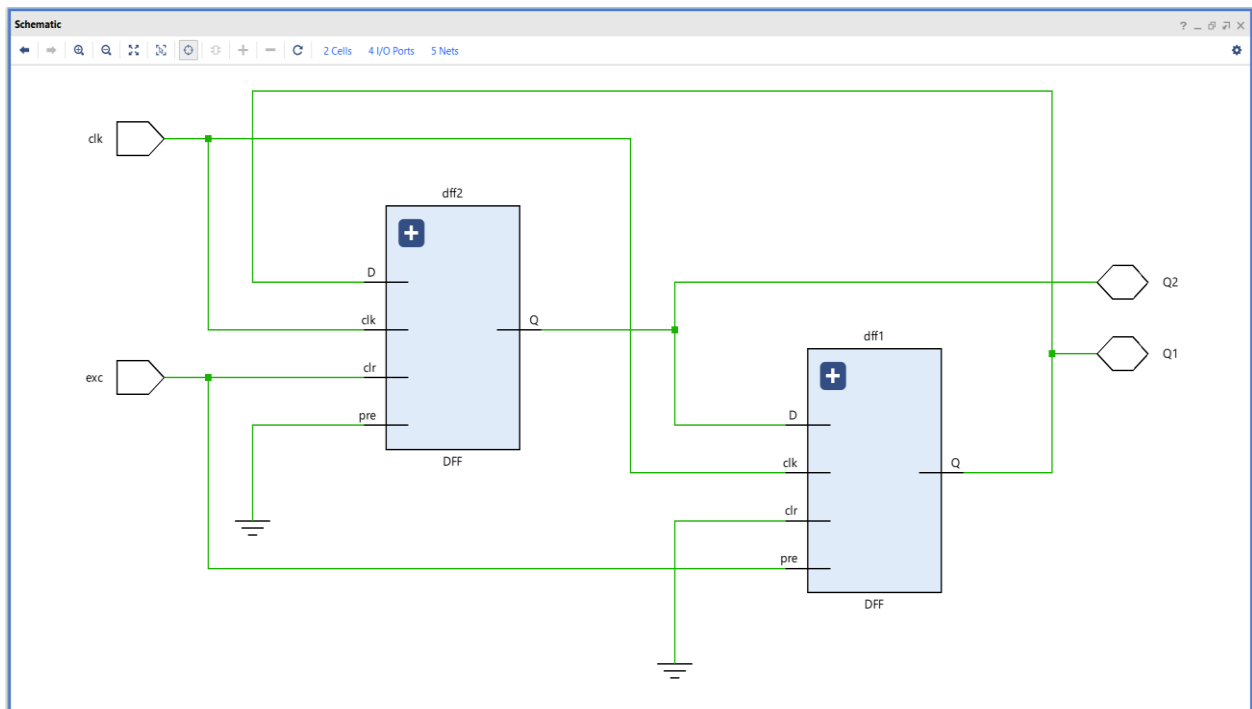 Schematic
2 Cells 4 I/O Ports 5 Nets
clk
dff2
D
clk
Q
clr
pre
DFF
exc
dff1
D
clk
Q
clr
pre
DFF
Q2
Q1